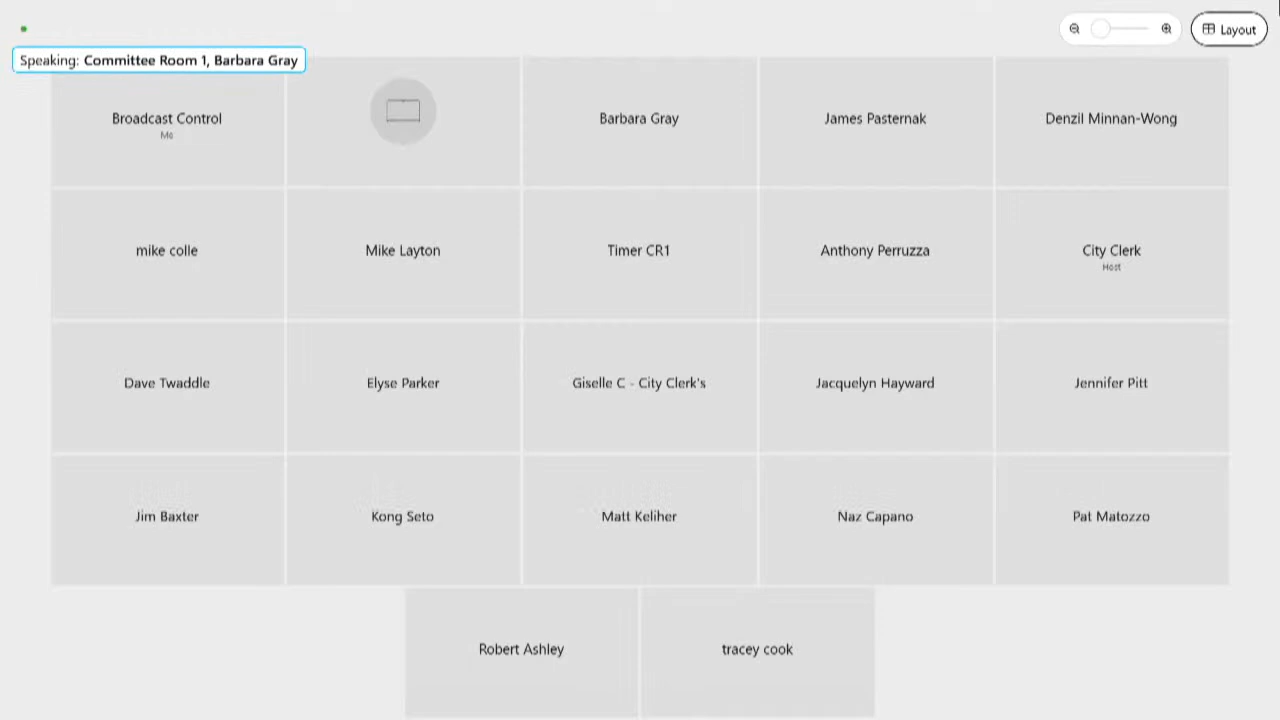 Layout
Speaking: Committee Room 1, Barbara Gray
Broadcast Control
Me
Barbara Gray
James Pasternak
Denzil Minnan-Wong
mike colle
Mike Layton
Timer CR1
Anthony Perruzza
City Clerk
Host
Dave Twaddle
Elyse Parker
Giselle C - City Clerk's
Jacquelyn Hayward
Jennifer Pitt
Jim Baxter
Kong Seto
Matt Keliher
Naz Capano
Pat Matozzo
Robert Ashley
tracey cook